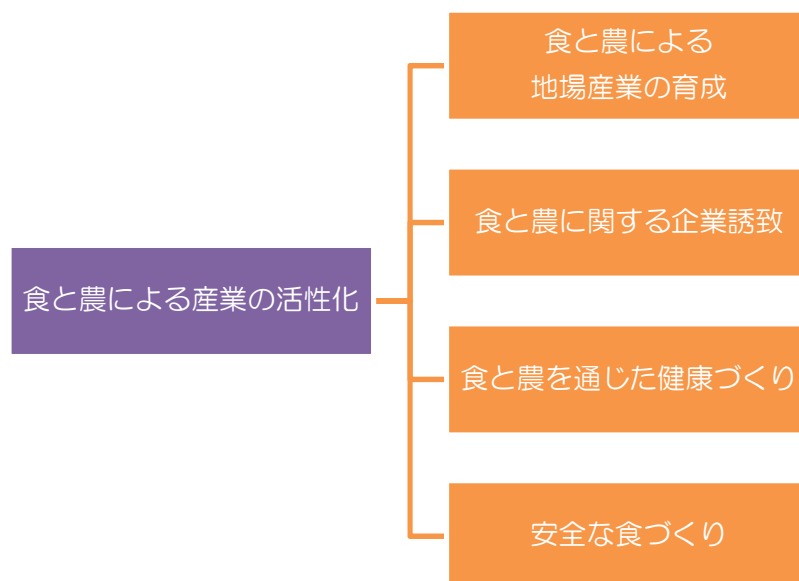 食と農による産業の活性化
食と農による
地場産業の育成
食と農に関する企業誘致
食と農を通じた健康づくり
安全な食づくり